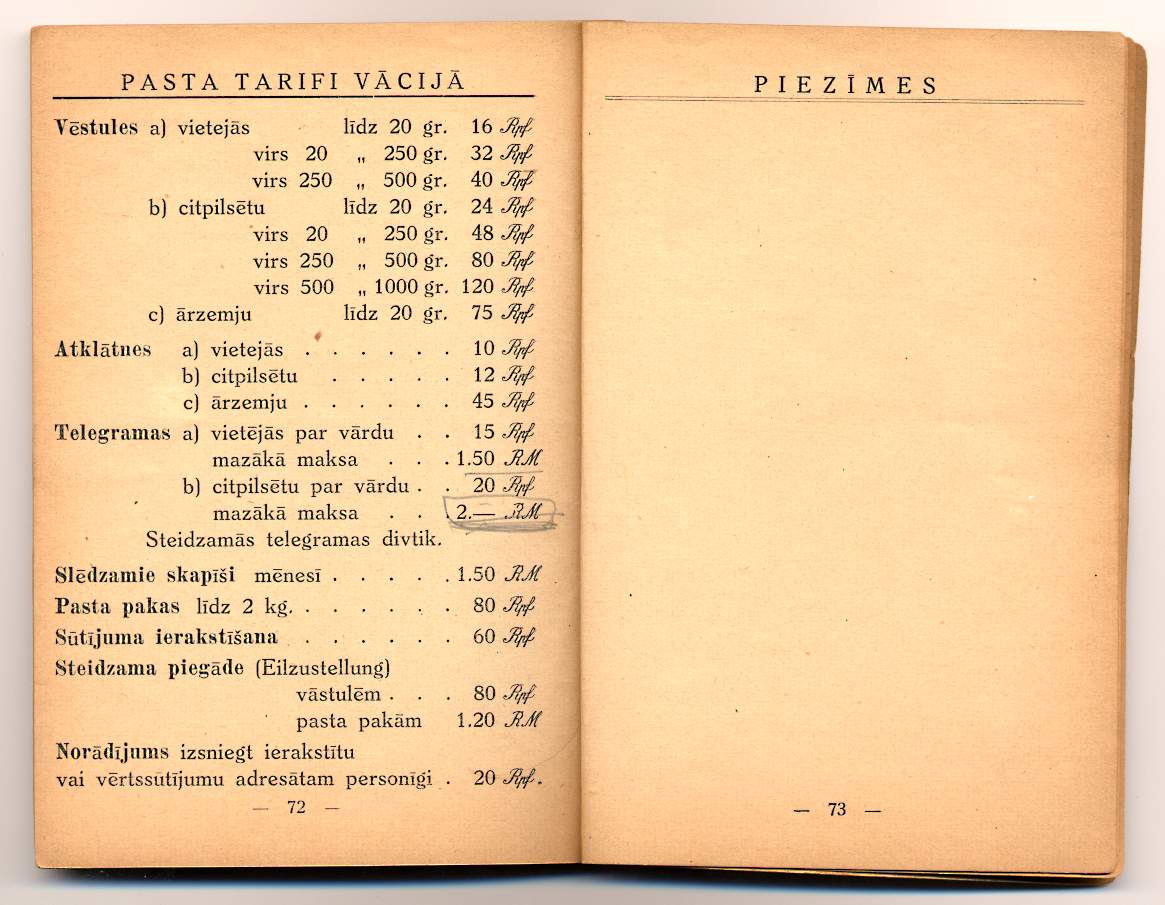 PASTA TARIFI VĀCIJĀ
Vēstules a) vietejās līdz 20 gr. 16 Rpf
virs 20 „ 250 gr. 32 Rpf
virs 250 „ 500 gr. 40 Rpf
b) citpilsētu līdz 20 gr. 24 Rpf
virs 20 „ 250 gr. 48 Rpf
virs 250 „ 500 gr. 80 Rpf
virs 500 „ 1000 gr. 120 Rpf
c) ārzemju līdz 20 gr. 75 Rpf
Atklātnes a) vietejās . . . . . . 10 Rpf
b) citpilsētu . . . . . 12 Rpf
c) ārzemju . . . . . . 45 Rpf
Telegramas a) vietējās par vārdu . . 15 Rpf
mazākā maksa . . . 1.50 RM
b) citpilsētu par vārdu . . 20 Rpf
mazākā maksa . . . 2.— RM
Steidzamās telegramas divtik.
Slēdzamie skapīši mēnesī . . . . . 1.50 RM
Pasta pakas līdz 2 kg. . . . . . . 80 Rpf
Sūtījuma ierakstīšana . . . . . . 60 Rpf
Steidzama piegāde (Eilzustellung)
vāstulēm . . . 80 Rpf
pasta pakām 1.20 RM
Norādījums izsniegt ierakstītu
vai vērtssūtījumu adresātam personīgi . 20 Rpf.
— 72 —
PIEZĪMES
— 73 —